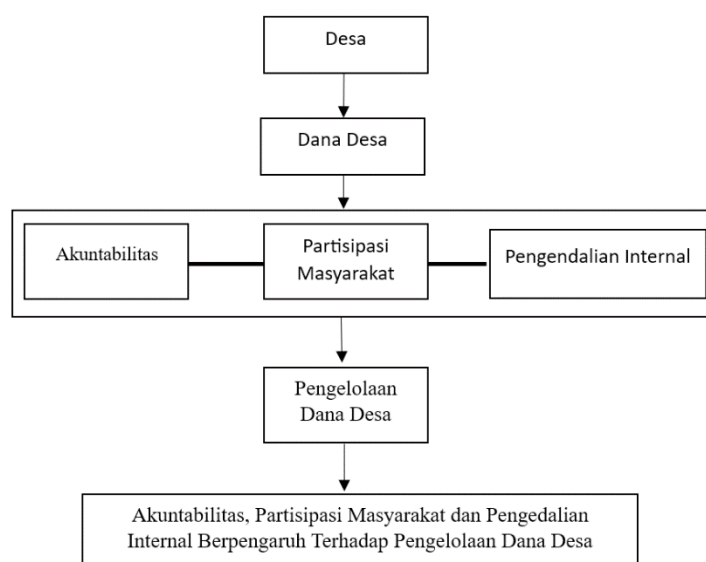 Desa
Dana Desa
Akuntabilitas
Partisipasi
Masyarakat
Pengendalian Internal
Pengelolaan
Dana Desa
Akuntabilitas, Partisipasi Masyarakat dan Pengedalian
Internal Berpengaruh Terhadap Pengelolaan Dana Desa